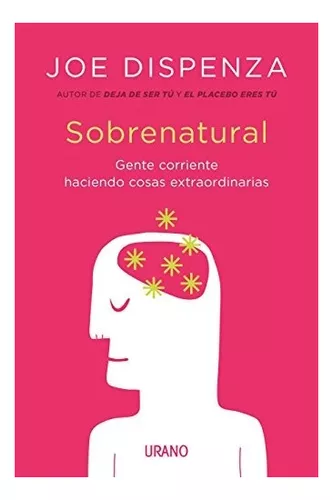 JOE DISPENZA
AUTOR DE DEJA DE SER TÚ Y EL PLACEBO ERES TÚ
Sobrenatural
Gente corriente
haciendo cosas extraordinarias
URANO